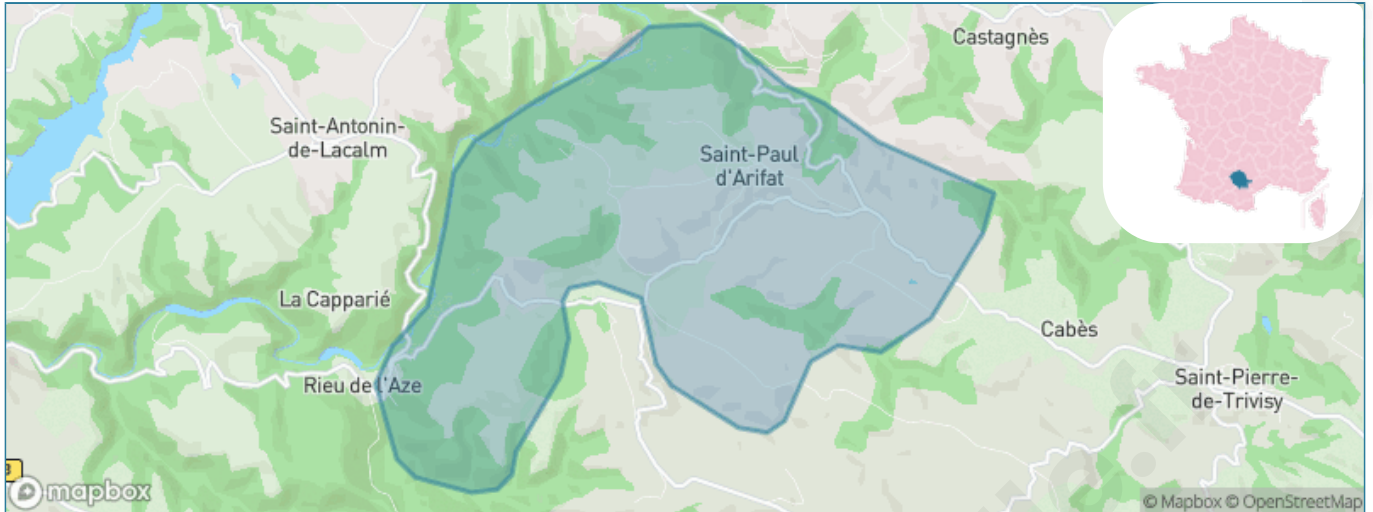 Castagnès
Saint-Antonin-
de-Lacalm
Saint-Paul
d'Arifat
La Capparié
Cabès
Rieu de l'Aze
Saint-Pierre-
de-Trivisy
3
mapbox
© Mapbox © OpenStreetMap